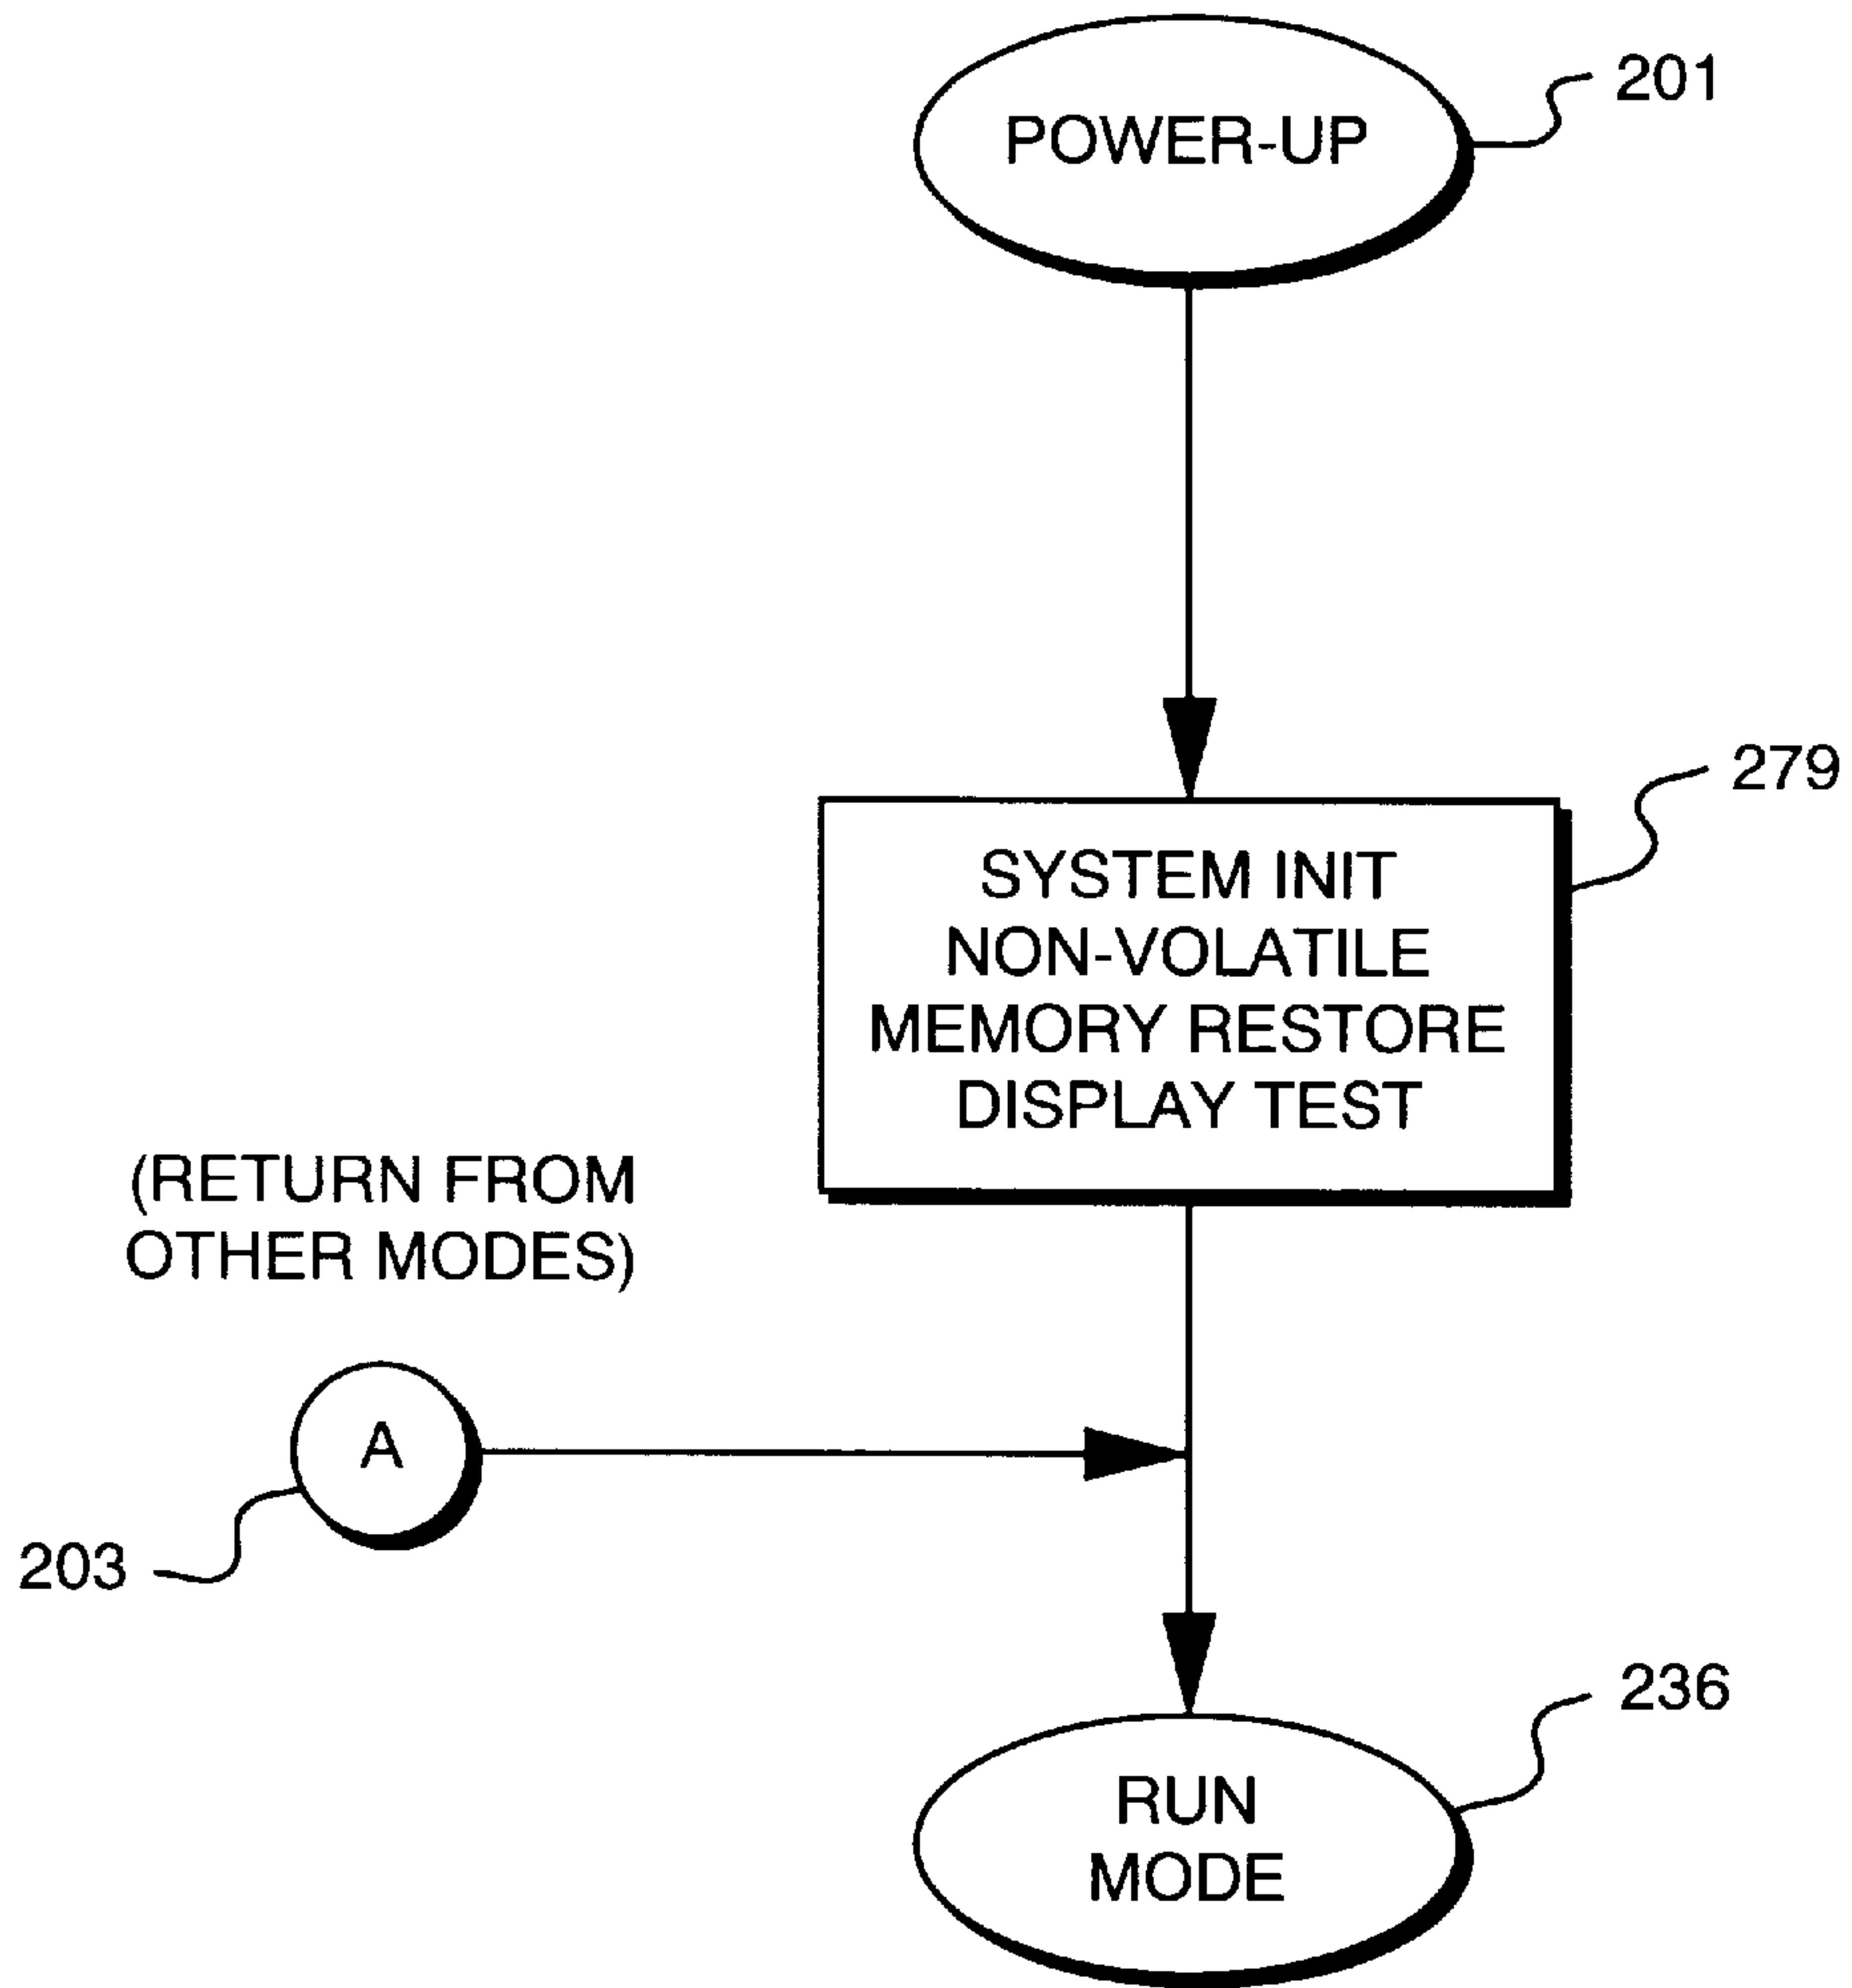 POWER-UP
201
279
SYSTEM INIT
NON-VOLATILE
MEMORY RESTORE
DISPLAY TEST
(RETURN FROM
OTHER MODES)
A
203
236
RUN
MODE